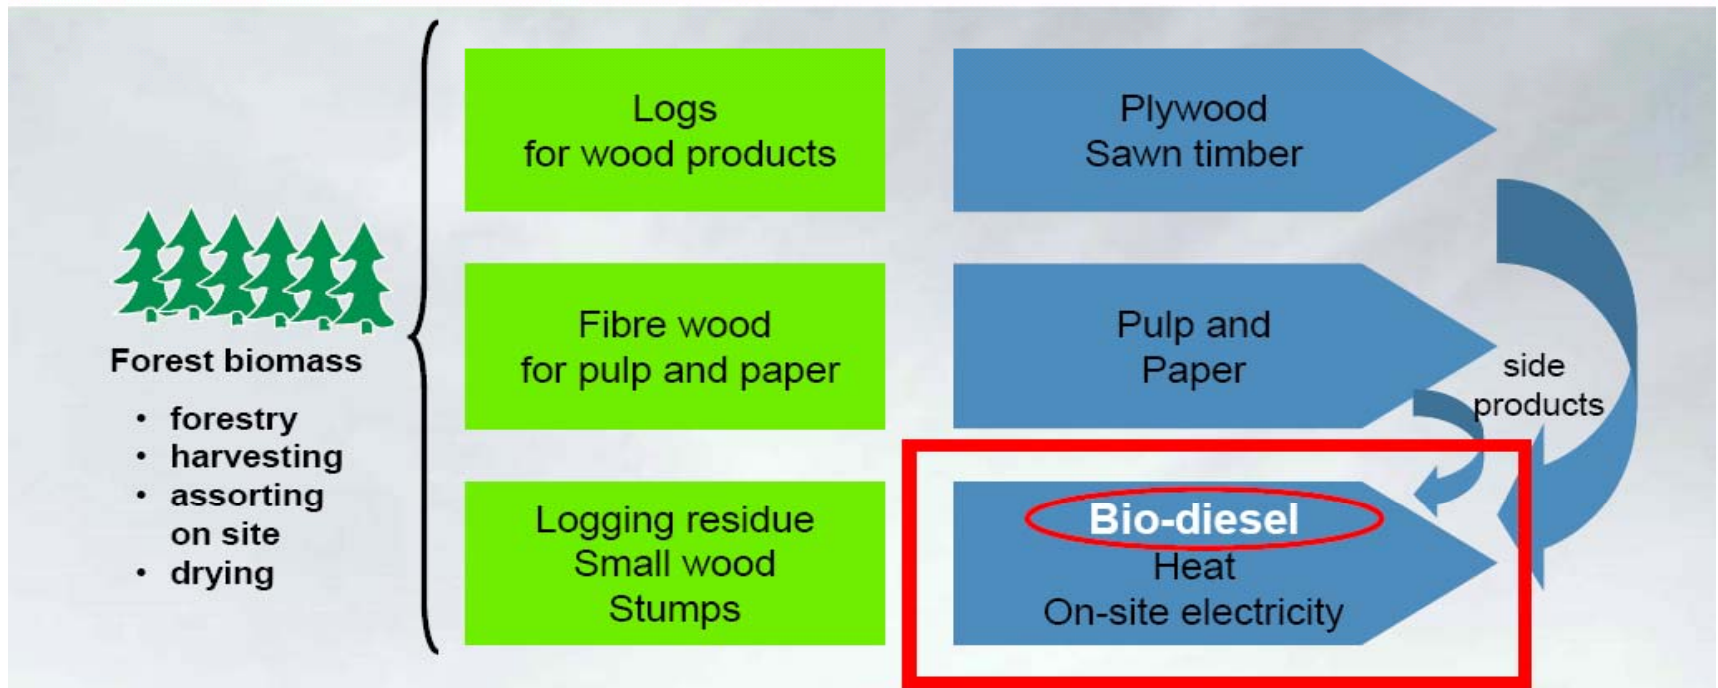 Forest biomass
• forestry
• harvesting
• assorting
on site
• drying
Logs
for wood products
Plywood
Sawn timber
Fibre wood
for pulp and paper
Pulp and
Paper
side
products
Logging residue
Small wood
Stumps
Bio-diesel
Heat
On-site electricity